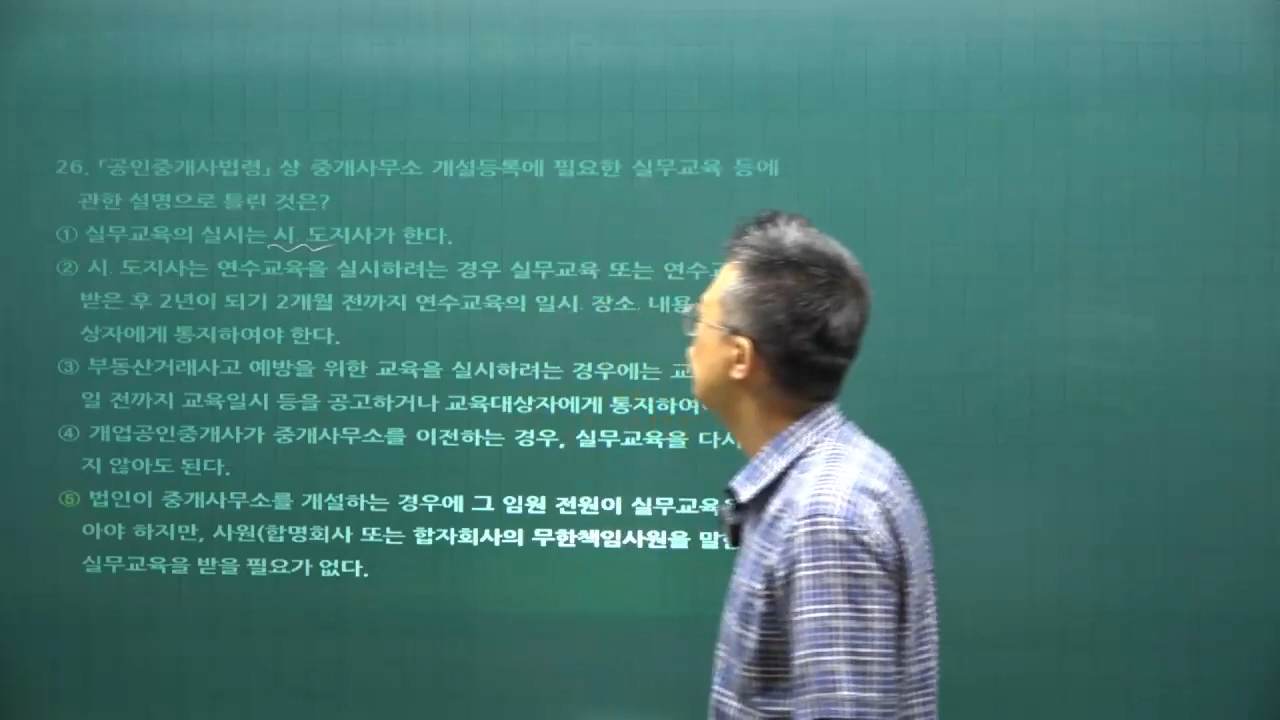 26. 「공인중개사법령」 상 중개사무소 개설등록에 필요한 실무교육 등에
관한 설명으로 틀린 것은?
① 실무교육의 실시는 시. 도지사가 한다.
② 시. 도지사는 연수교육을 실시하려는 경우 실무교육 또는
받은 후 2년이 되기 2개월 전까지 연수교육의 일시. 장소. 내용
상자에게 통지하여야 한다.
③ 부동산거래사고 예방을 위한 교육을 실시하려는 경우에는
일 전까지 교육일시 등을 공고하거나 교육대상자에게 통지하여
④ 개업공인중개사가 중개사무소를 이전하는 경우, 실무교육을 다시
지 않아도 된다.
⑤ 법인이 중개사무소를 개설하는 경우에 그 임원 전원이 실무교육
아야 하지만, 사원(합명회사 또는 합자회사의 무한책임사원을
실무교육을 받을 필요가 없다.